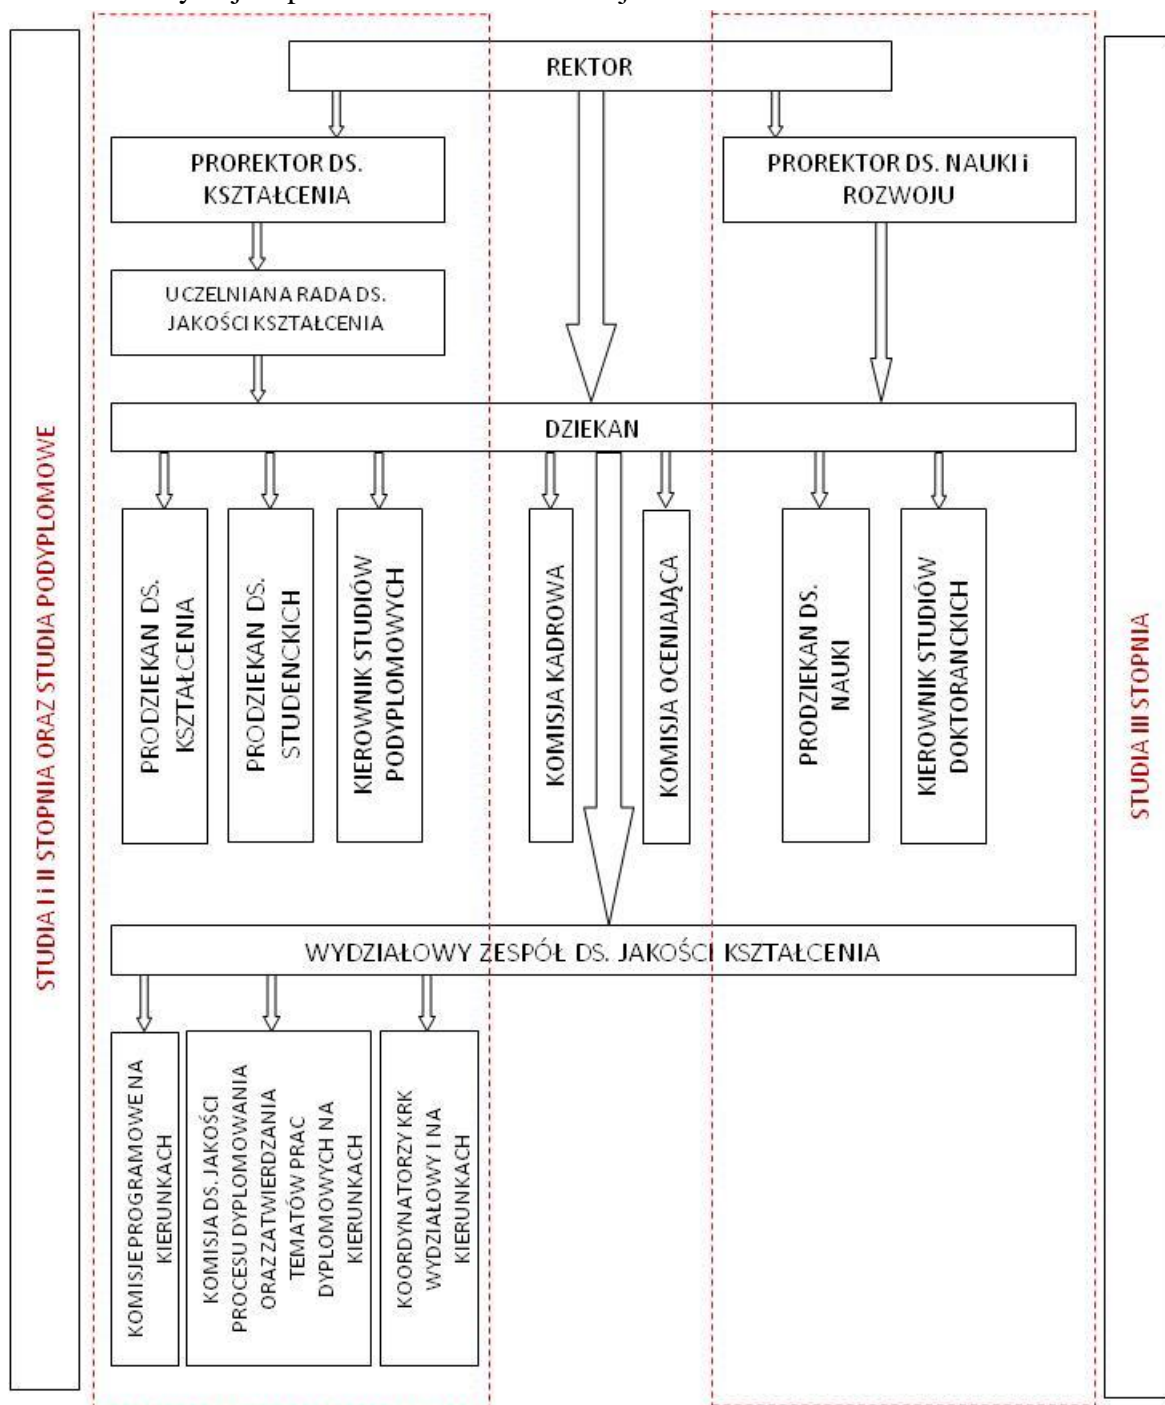 REKTOR
PROREKTOR DS.
KSZTAŁCENIA
PROREKTOR DS. NAUKI i
ROZWOJU
UCZELNIANA RADA DS.
JAKOŚCI KSZTAŁCENIA
DZIEKAN
PRODZIEKAN DS.
KSZTAŁCENIA
PRODZIEKAN DS.
STUDENCKICH
KIEROWNIK STUDIÓW
PODYPLOMOWYCH
KOMISJA KADROWA
KOMISJA OCENIAJĄCA
PRODZIEKAN DS.
NAUKI
KIEROWNIK STUDIÓW
DOKTORANCKICH
WYDZIAŁOWY ZESPÓŁ DS. JAKOŚCI KSZTAŁCENIA
KOMISJE PROGRAMOWE NA
KIERUNKACH
KOMISJA DS. JAKOŚCI
PROCESU DYPLOMOWANIA
ORAZ ZATWIERDZANIA
TEMATÓW PRAC
DYPLOMOWYCH NA
KIERUNKACH
KOORDYNATORZY KRK
WYDZIAŁOWY I NA
KIERUNKACH
STUDIA I i II STOPNIA ORAZ STUDIA PODYPLOMOWE
STUDIA III STOPNIA